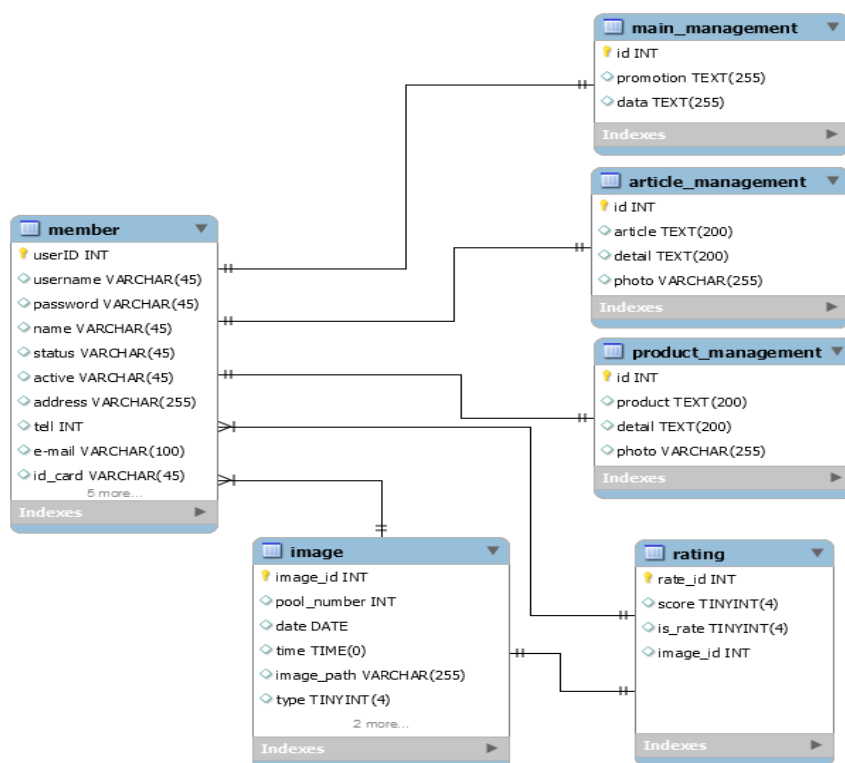 main_management
id INT
promotion TEXT(255)
data TEXT(255)
Indexes
article_management
id INT
article TEXT(200)
detail TEXT(200)
photo VARCHAR(255)
Indexes
member
userID INT
username VARCHAR(45)
password VARCHAR(45)
name VARCHAR(45)
status VARCHAR(45)
active VARCHAR(45)
address VARCHAR(255)
tell INT
e-mail VARCHAR(100)
id_card VARCHAR(45)
5 more...
Indexes
product_management
id INT
product TEXT(200)
detail TEXT(200)
photo VARCHAR(255)
Indexes
image
image_id INT
pool_number INT
date DATE
time TIME(0)
image_path VARCHAR(255)
type TINYINT(4)
2 more...
Indexes
rating
rate_id INT
score TINYINT(4)
is_rate TINYINT(4)
image_id INT
Indexes